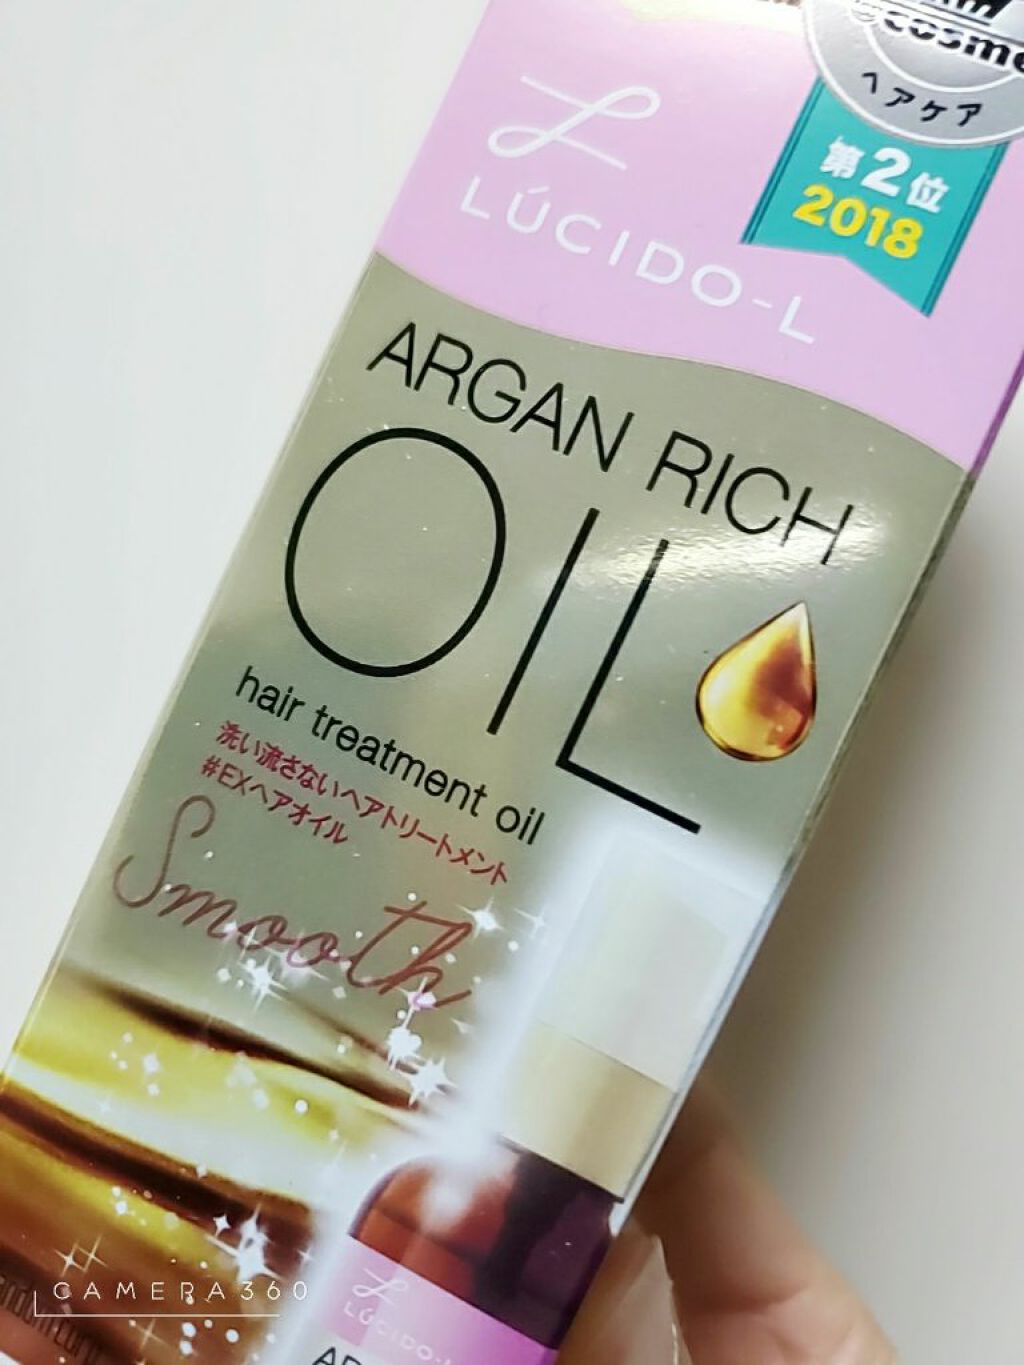 @cosme
ヘアケア
第2位
2018
LÚCIDO-L
ARGAN RICH
OIL
hair treatment oil
洗い流さないヘアトリートメント
#EXヘアオイル
Smooth
CAMERA360
LÚCIDO-L